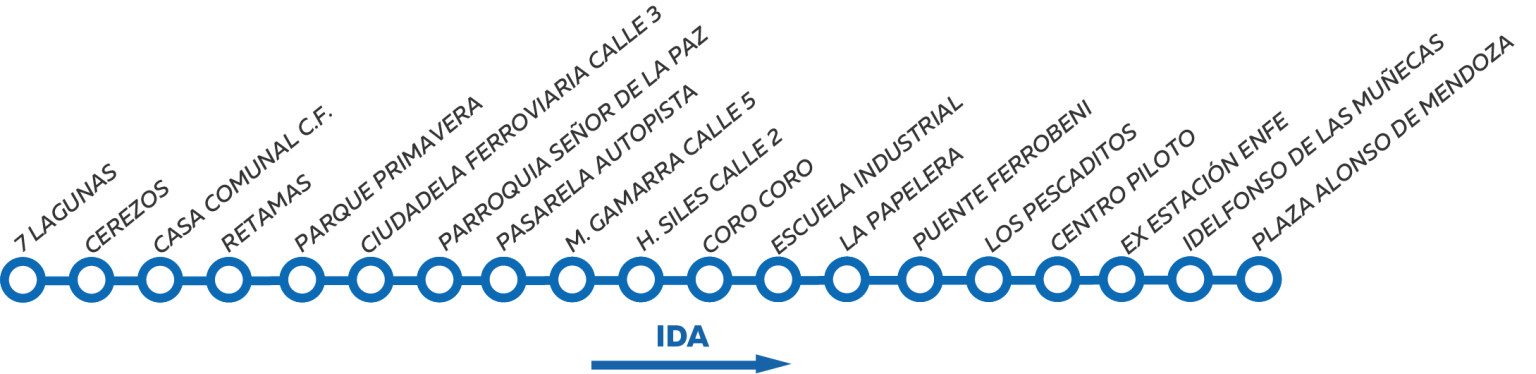 7 LAGUNAS
CEREZOS
CASA COMUNAL C.F.
RETAMAS
PARQUE PRIMAVERA
CIUDADELA FERROVIARIA CALLE 3
PARROQUIA SEÑOR DE LA PAZ
PASARELA AUTOPISTA
M. GAMARRA CALLE 5
H. SILES CALLE 2
CORO CORO
ESCUELA INDUSTRIAL
LA PAPELERA
PUENTE FERROBENI
LOS PESCADITOS
CENTRO PILOTO
EX ESTACIÓN ENFE
IDELFONSO DE LAS MUÑECAS
PLAZA ALONSO DE MENDOZA
IDA